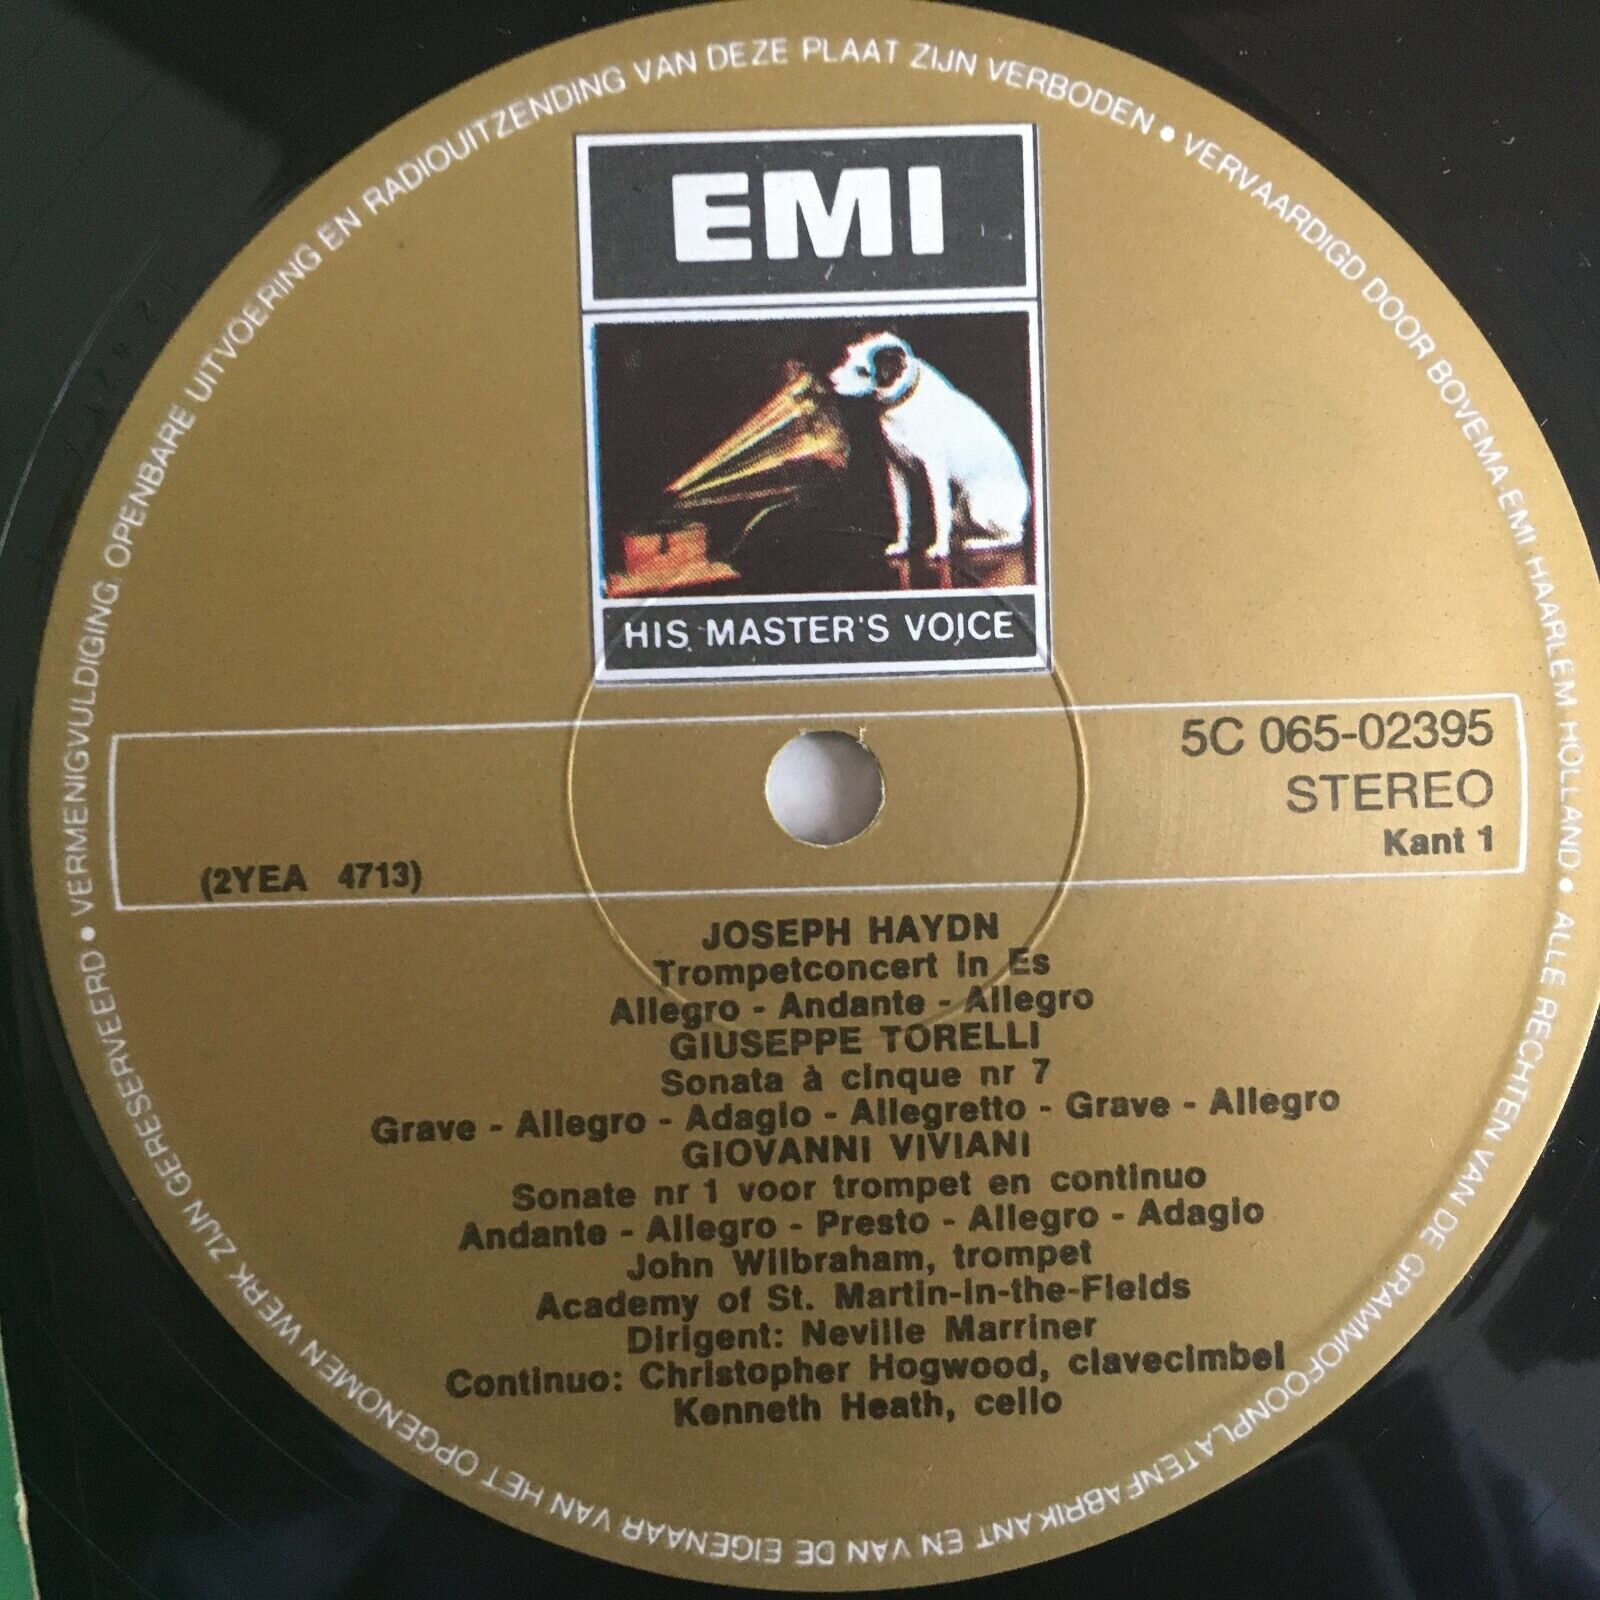 EMI
HIS MASTER'S VOICE
5C 065-02395
STEREO
Kant 1
(2YEA 4713)
JOSEPH HAYDN
Trompetconcert in Es
Allegro - Andante - Allegro
GIUSEPPE TORELLI
Sonata à cinque nr 7
Grave - Allegro - Adagio - Allegretto - Grave - Allegro
GIOVANNI VIVIANI
Sonate nr 1 voor trompet en continuo
Andante - Allegro - Presto - Allegro - Adagio
John Wilbraham, trompet
Academy of St. Martin-in-the-Fields
Dirigent: Neville Marriner
Continuo: Christopher Hogwood, clavecimbel
Kenneth Heath, cello
VERVAARDIGD DOOR BOVEMA-EMI HAARLEM HOLLAND • ALLE RECHTEN VAN DE GRAMMOFOONPLATENFABRIKANT EN VAN DE EIGENAAR VAN HET OPGENOMEN WERK ZIJN GERESERVEERD • VERMENIGVULDIGING OPENBARE UITVOERING EN RADIOUITZENDING VAN DEZE PLAAT ZIJN VERBODEN •